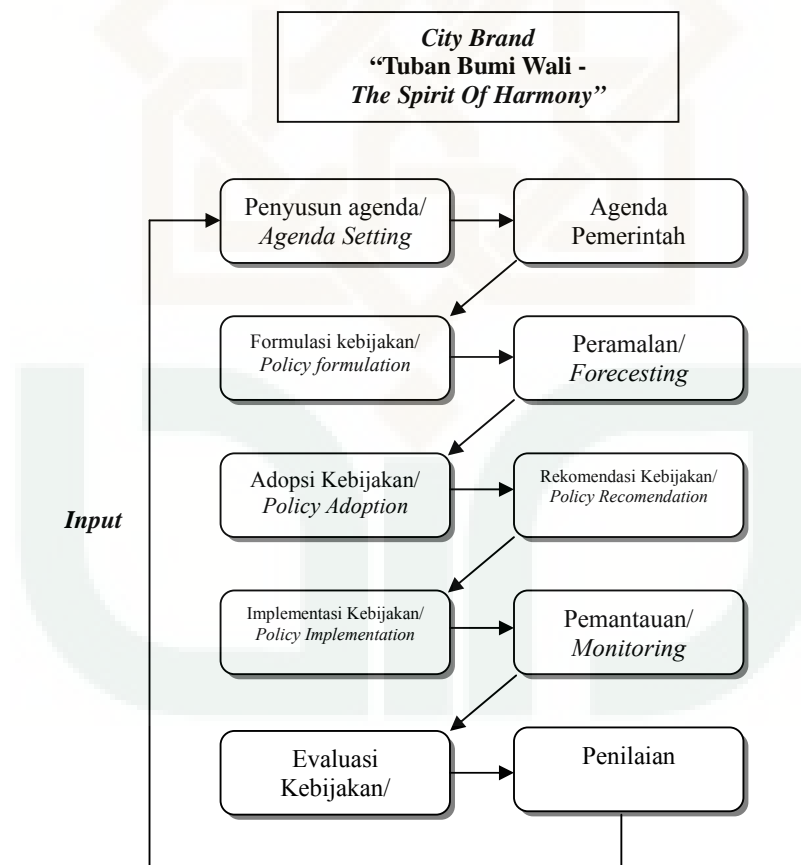 City Brand
“Tuban Bumi Wali -
The Spirit Of Harmony”
Penyusun agenda/
Agenda Setting
Agenda
Pemerintah
Formulasi kebijakan/
Policy formulation
Peramalan/
Forecesting
Adopsi Kebijakan/
Policy Adoption
Rekomendasi Kebijakan/
Policy Recomendation
Input
Implementasi Kebijakan/
Policy Implementation
Pemantauan/
Monitoring
Evaluasi
Kebijakan/
Penilaian